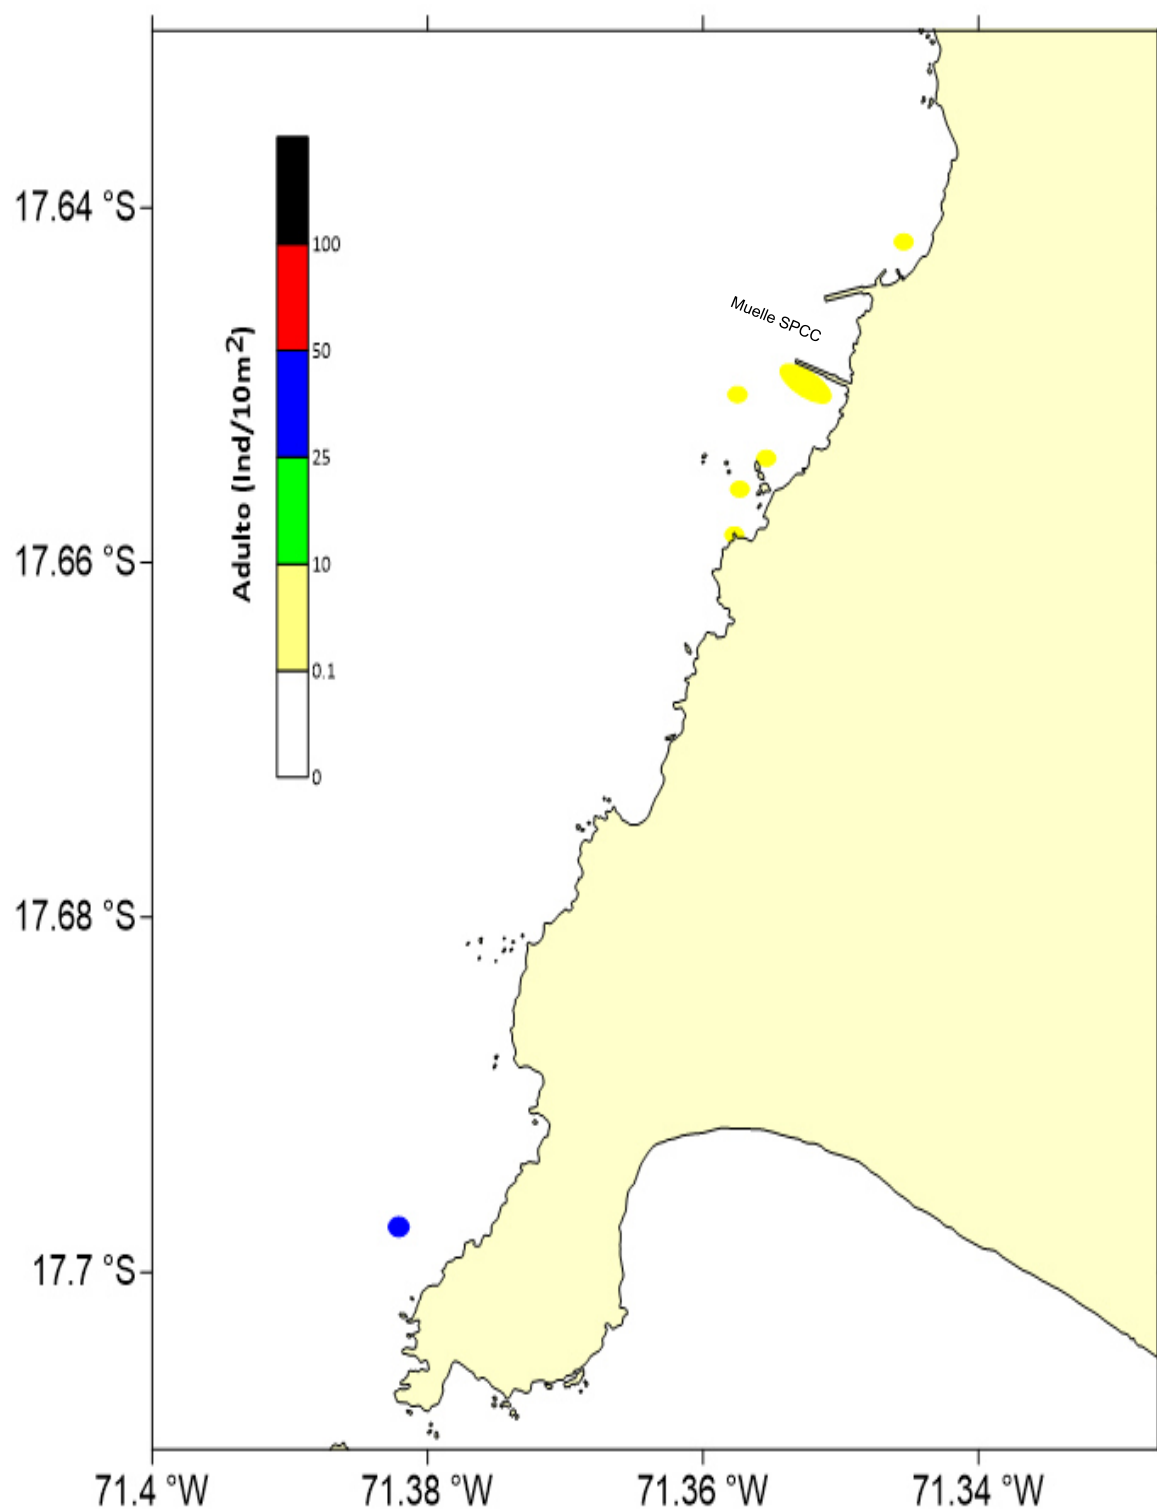 17.64 °S
100
Muelle SPCC
50
Adulto (Ind/10m²)
25
17.66 °S
10
0.1
0
17.68 °S
17.7 °S
71.4 °W 71.38 °W 71.36 °W 71.34 °W